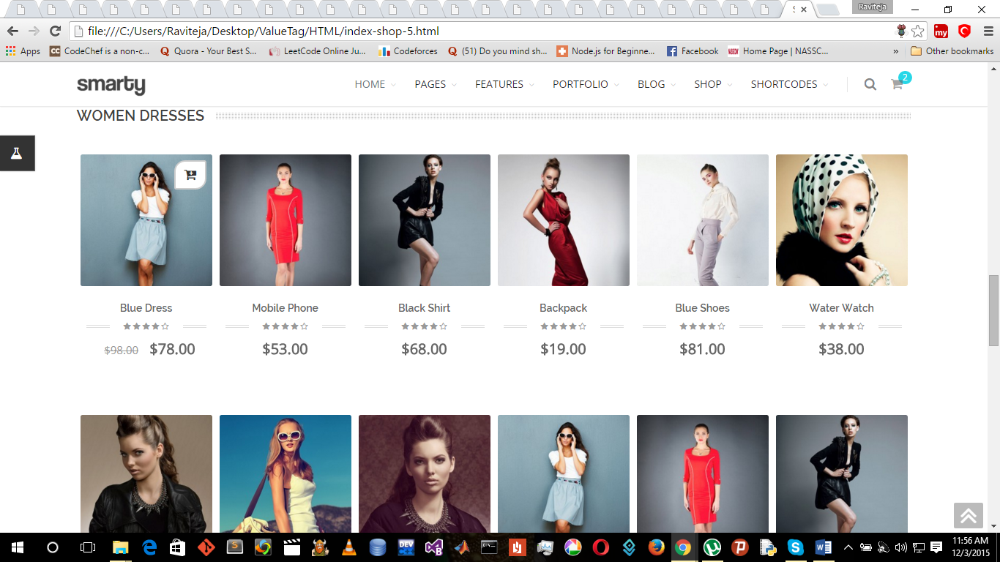 S
Raviteja
file:///C:/Users/Raviteja/Desktop/ValueTag/HTML/index-shop-5.html
my
Apps CC CodeChef is a non-c... Q Quora - Your Best S... LeetCode Online Ju... Codeforces Q (51) Do you mind sh... Node.js for Beginne... f Facebook Home Page | NASSC... » Other bookmarks
smarty HOME PAGES FEATURES PORTFOLIO BLOG SHOP SHORTCODES 2
WOMEN DRESSES
Blue Dress Mobile Phone Black Shirt Backpack Blue Shoes Water Watch
$98.00 $78.00 $53.00 $68.00 $19.00 $81.00 $38.00
DEV
11:56 AM
12/3/2015